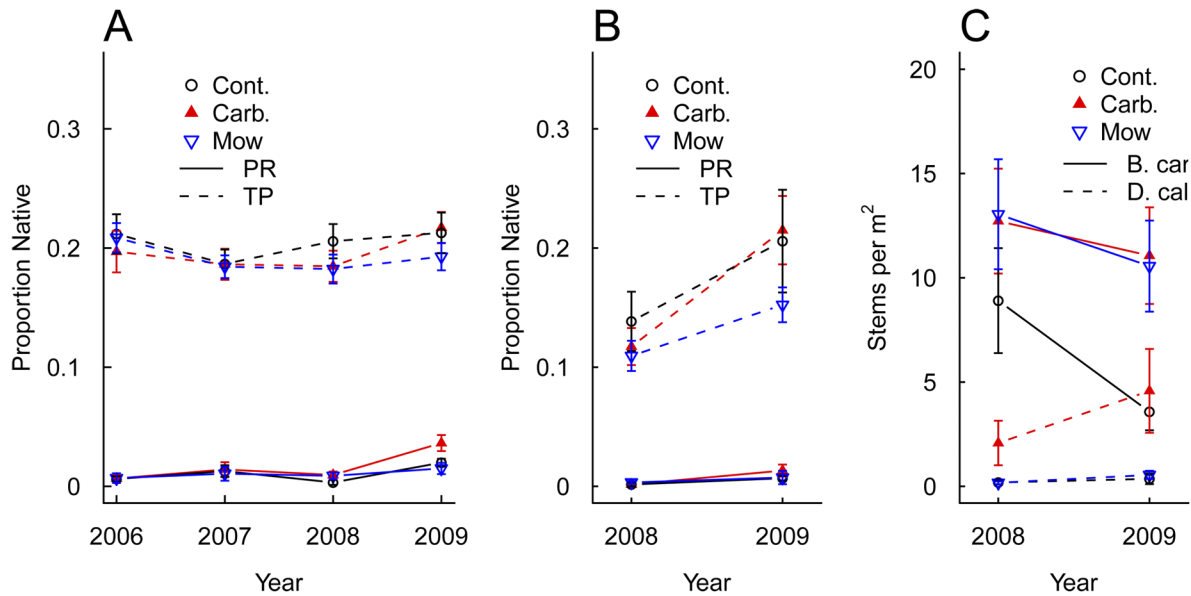 A
Cont.
Carb.
Mow
PR
TP
Proportion Native
0.3
0.2
0.1
0
2006 2007 2008 2009
Year
B
Cont.
Carb.
Mow
PR
TP
Proportion Native
0.3
0.2
0.1
0
2008 2009
Year
C
Cont.
Carb.
Mow
B. car
D. cal
Stems per m²
20
15
10
5
0
2008 2009
Year